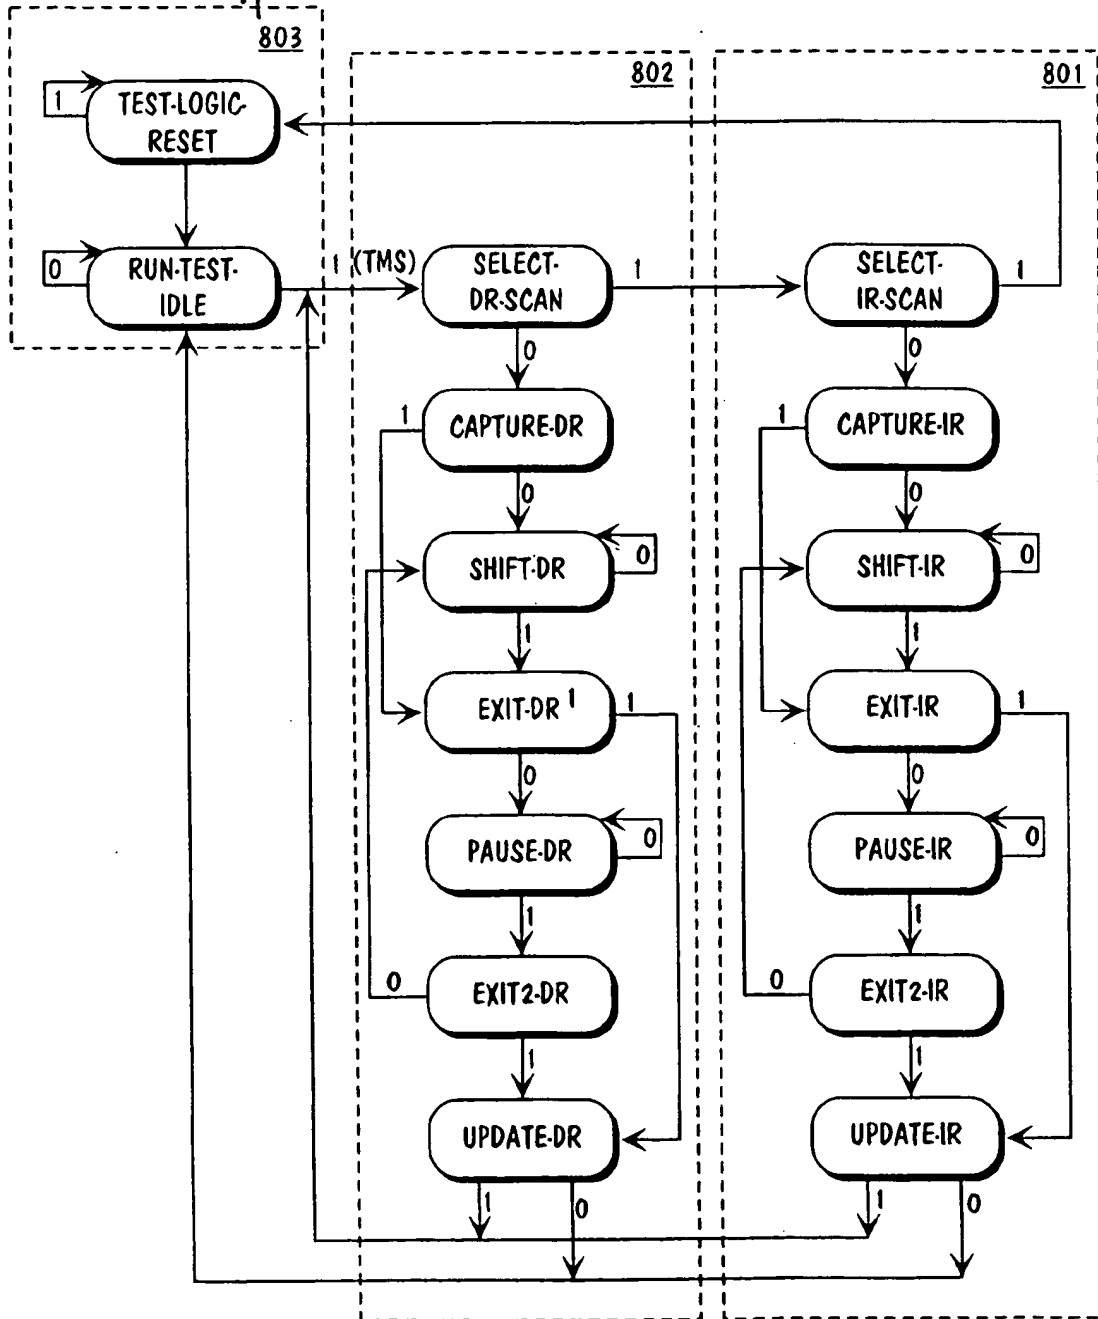 803
802
801
1
TEST-LOGIC-
RESET
0
RUN-TEST-
IDLE
1 (TMS)
SELECT-
DR-SCAN
1
SELECT-
IR-SCAN
1
0
0
1
CAPTURE-DR
1
CAPTURE-IR
0
0
SHIFT-DR
0
SHIFT-IR
0
1
1
EXIT-DR 1
1
EXIT-IR
1
0
0
PAUSE-DR
0
PAUSE-IR
0
1
1
0
EXIT2-DR
0
EXIT2-IR
1
1
UPDATE-DR
UPDATE-IR
1
0
1
0